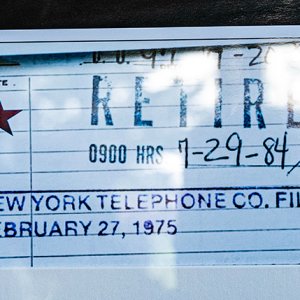 RETIRE
0900 HRS 7-29-84/
NEW YORK TELEPHONE CO. FI
FEBRUARY 27, 1975